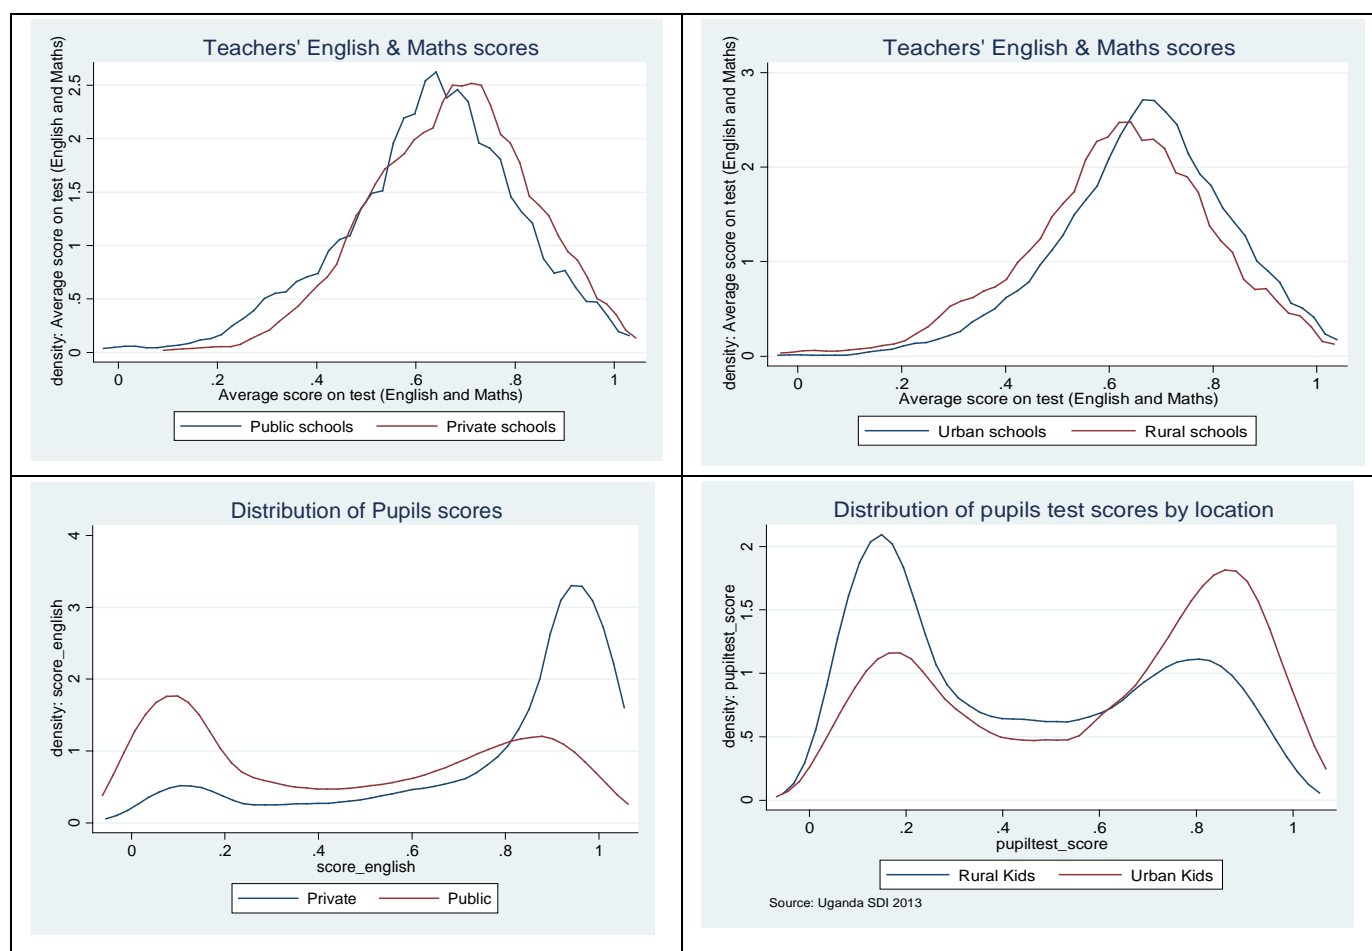 Teachers' English & Maths scores
density: Average score on test (English and Maths)
0 .5 1 1.5 2 2.5
0 .2 .4 .6 .8 1
Average score on test (English and Maths)
Public schools Private schools
Teachers' English & Maths scores
density: Average score on test (English and Maths)
0 1 2 3
0 .2 .4 .6 .8 1
Average score on test (English and Maths)
Urban schools Rural schools
Distribution of Pupils scores
density: score_english
0 1 2 3 4
0 .2 .4 .6 .8 1
score_english
Private Public
Distribution of pupils test scores by location
density: pupiltest_score
0 .5 1 1.5 2
0 .2 .4 .6 .8 1
pupiltest_score
Rural Kids Urban Kids
Source: Uganda SDI 2013